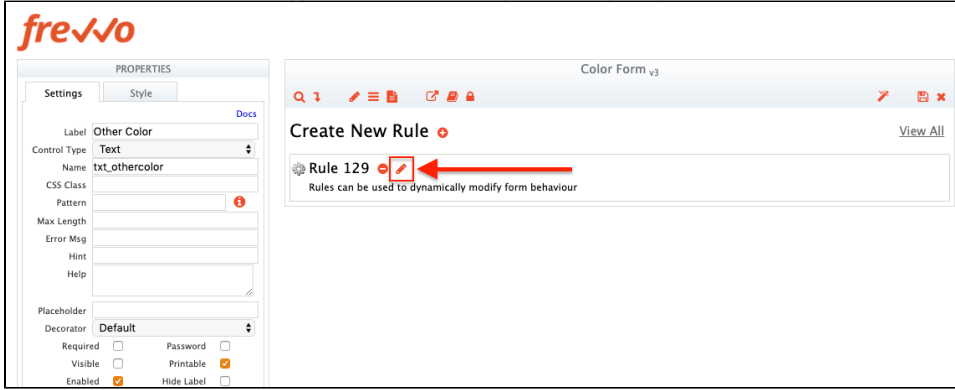 frevvo
PROPERTIES
Settings Style
Docs
Label Other Color
Control Type Text
Name txt_othercolor
CSS Class
Pattern
Max Length
Error Msg
Hint
Help
Placeholder
Decorator Default
Required Password
Visible Printable
Enabled Hide Label
Color Form v3
Create New Rule View All
Rule 129
Rules can be used to dynamically modify form behaviour